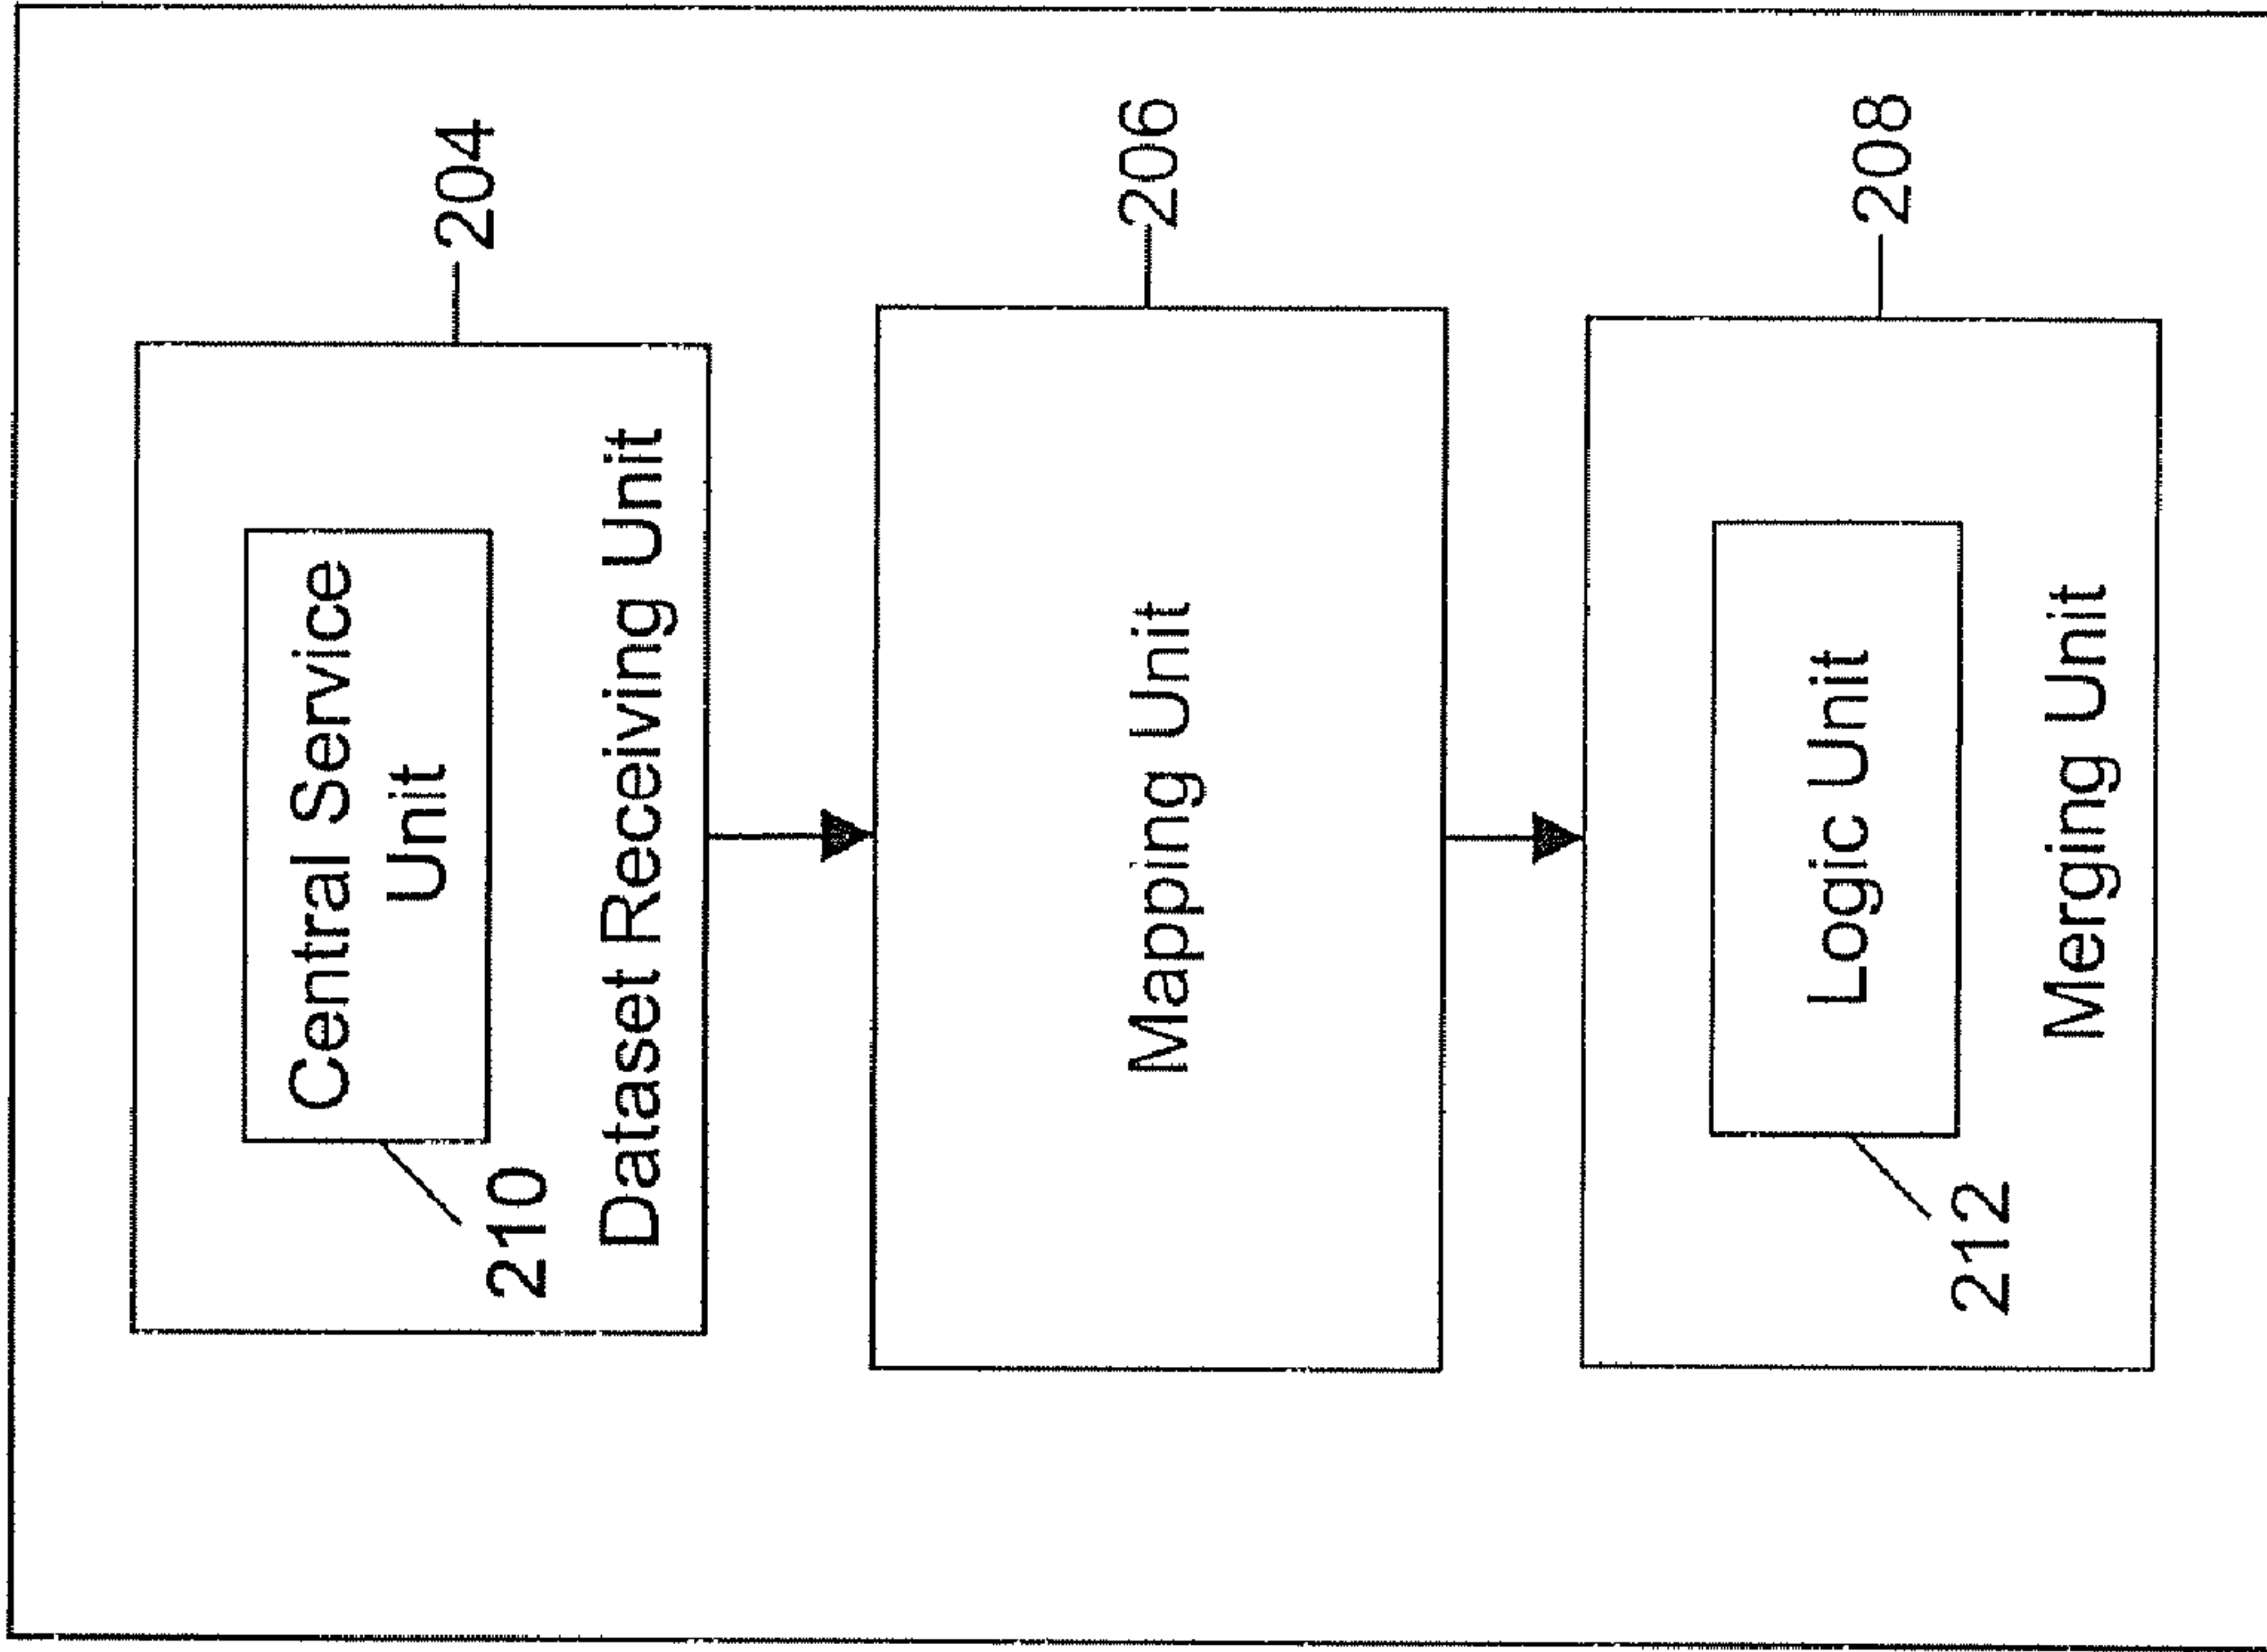 Central Service
Unit
210
Dataset Receiving Unit
204
Mapping Unit
206
Logic Unit
212
Merging Unit
208